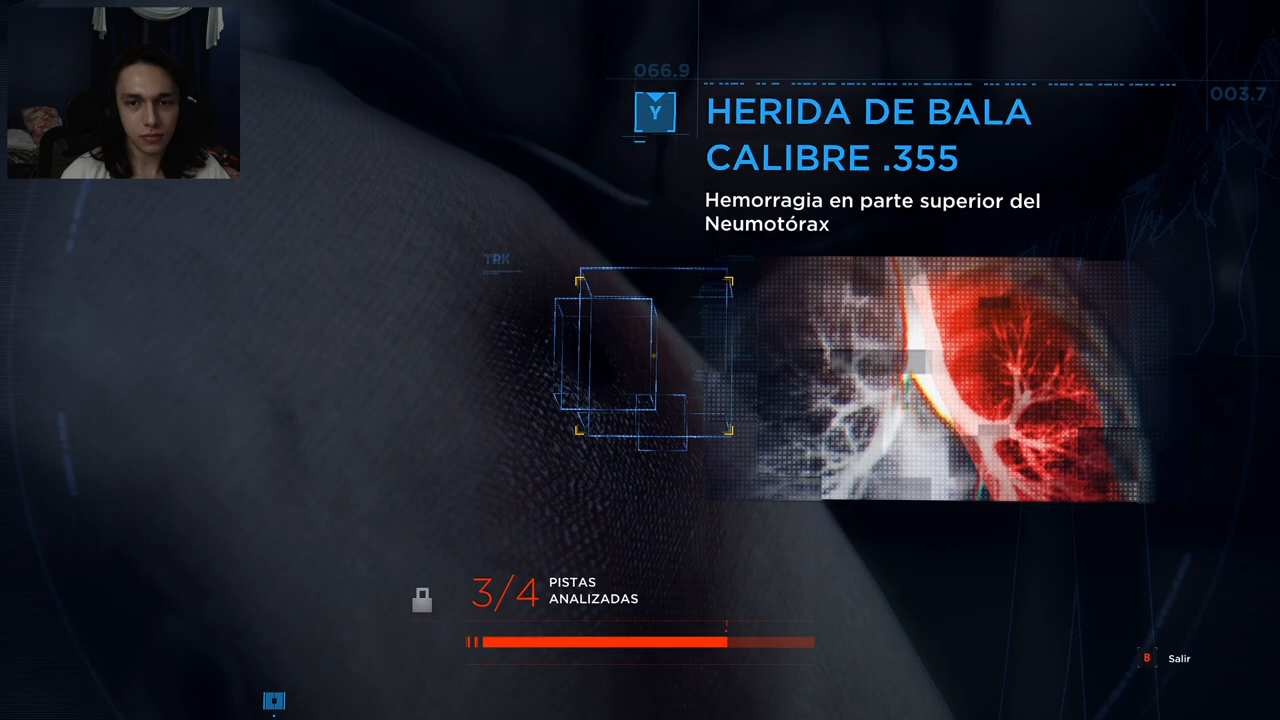 066.9
003.7
Y
HERIDA DE BALA
CALIBRE .355
Hemorragia en parte superior del
Neumotórax
TRK
3/4
PISTAS
ANALIZADAS
B
Salir